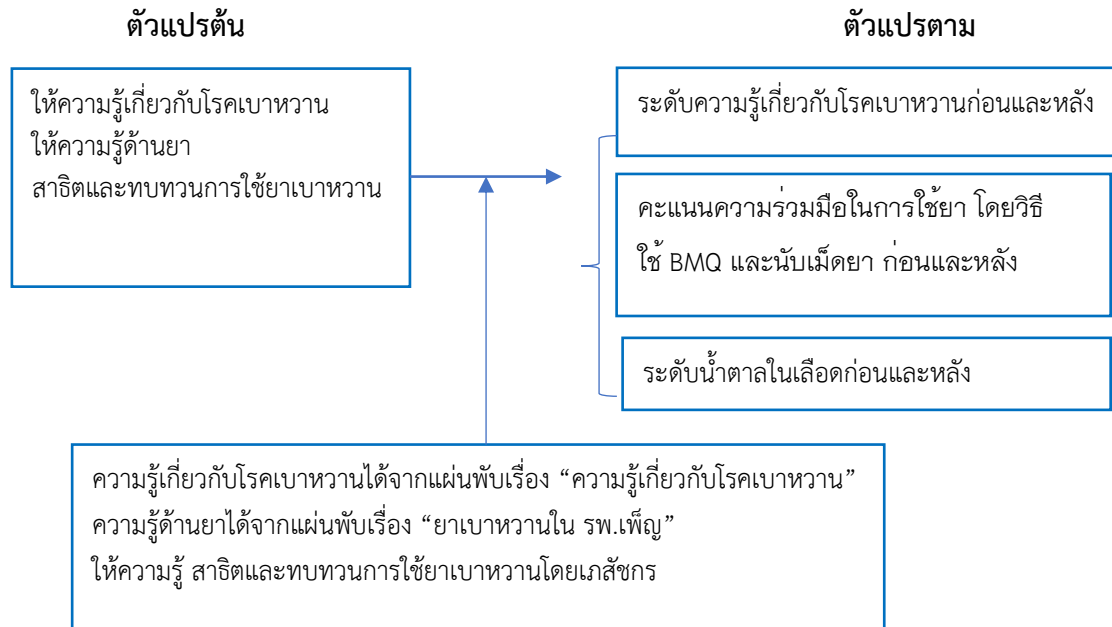 ตัวแปรต้น
ตัวแปรตาม
ให้ความรู้เกี่ยวกับโรคเบาหวาน
ให้ความรู้ด้านยา
สาธิตและทบทวนการใช้ยาเบาหวาน
ระดับความรู้เกี่ยวกับโรคเบาหวานก่อนและหลัง
คะแนนความร่วมมือในการใช้ยา โดยวิธี
ใช้ BMQ และนับเม็ดยา ก่อนและหลัง
ระดับน้ำตาลในเลือดก่อนและหลัง
ความรู้เกี่ยวกับโรคเบาหวานได้จากแผ่นพับเรื่อง “ความรู้เกี่ยวกับโรคเบาหวาน”
ความรู้ด้านยาได้จากแผ่นพับเรื่อง “ยาเบาหวานใน รพ.เพ็ญ”
ให้ความรู้ สาธิตและทบทวนการใช้ยาเบาหวานโดยเภสัชกร